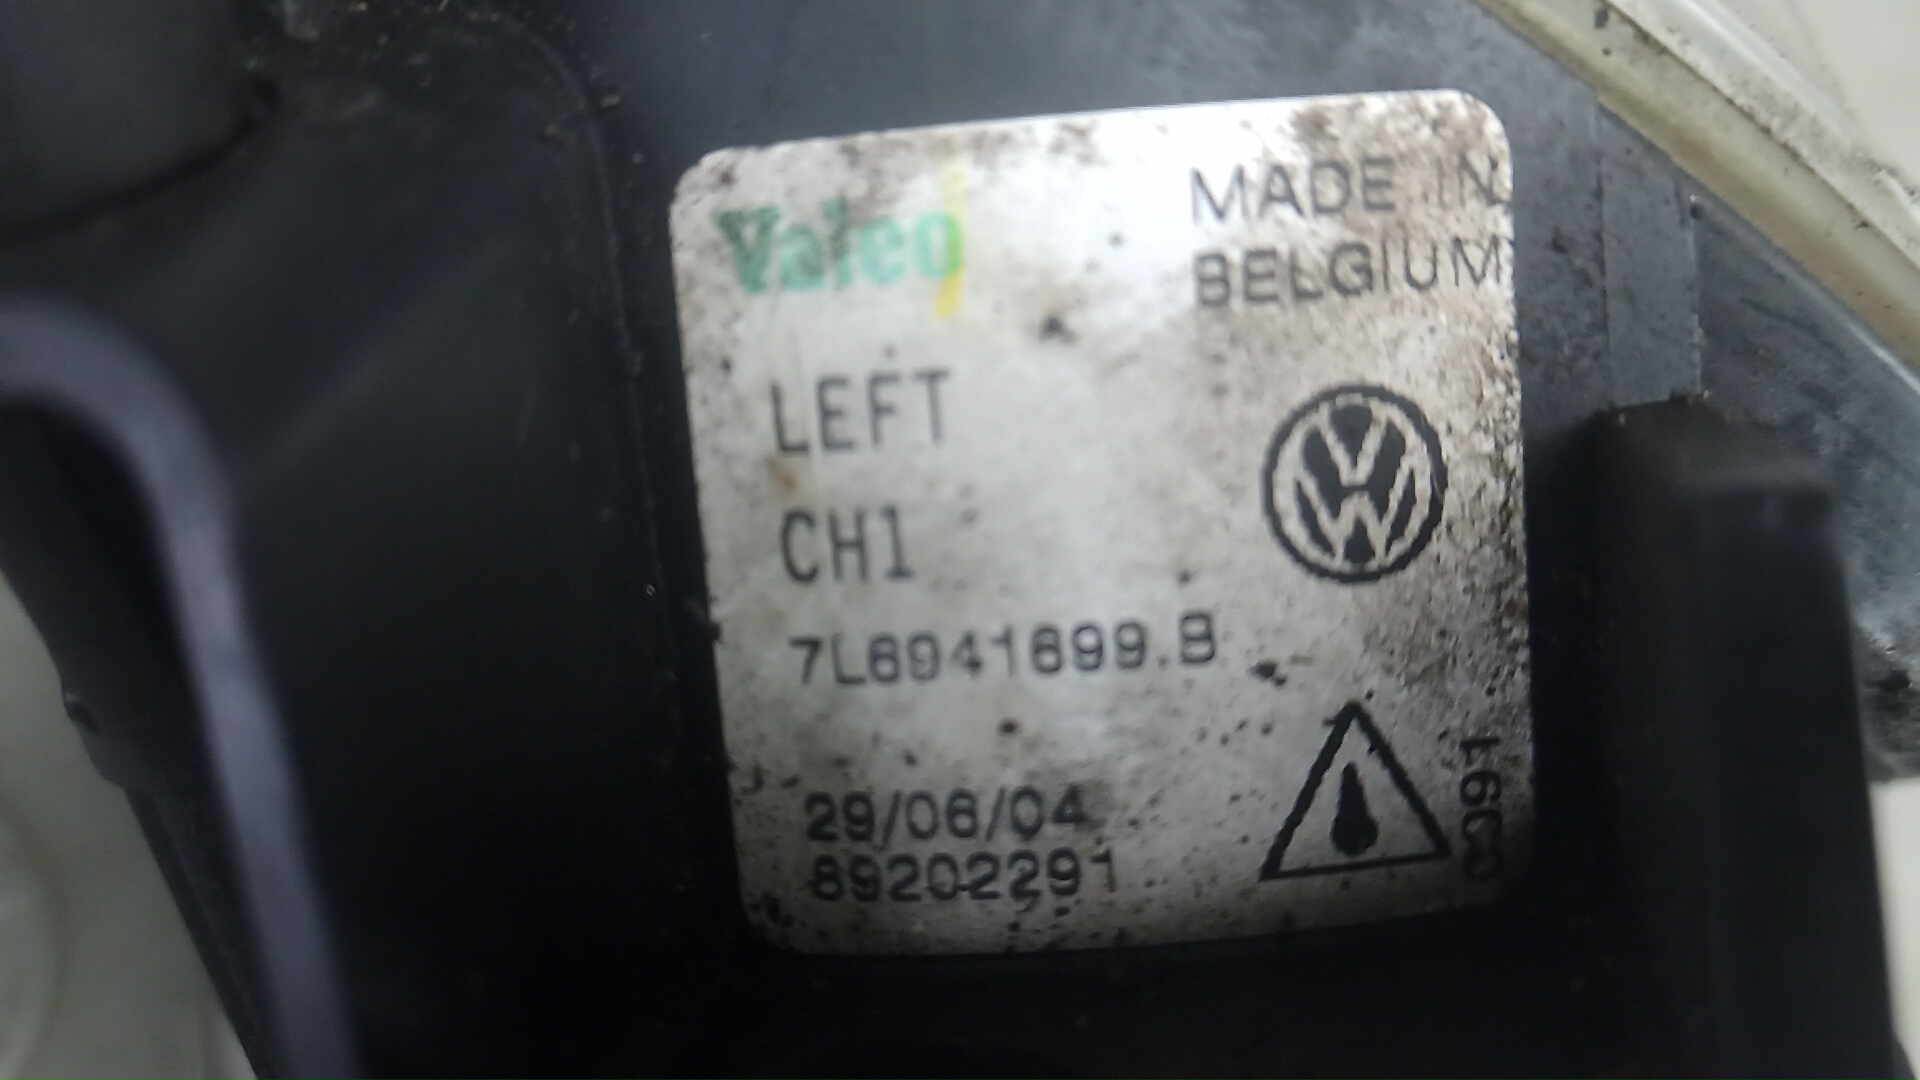 Valeo
MADE IN
BELGIUM
LEFT
CH1
7L6941699.B
29/06/04
89202291